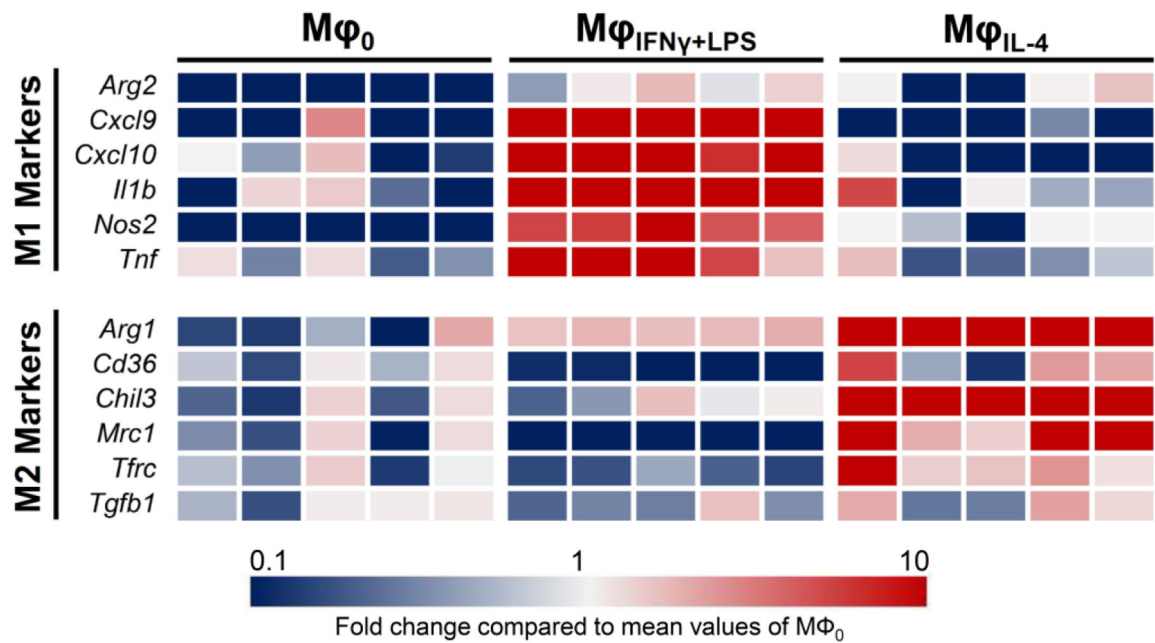 Mφ0 MφIFNγ+LPS MφIL-4
M1 Markers
Arg2
Cxcl9
Cxcl10
Il1b
Nos2
Tnf
M2 Markers
Arg1
Cd36
Chil3
Mrc1
Tfrc
Tgfb1
0.1 1 10
Fold change compared to mean values of MΦ0